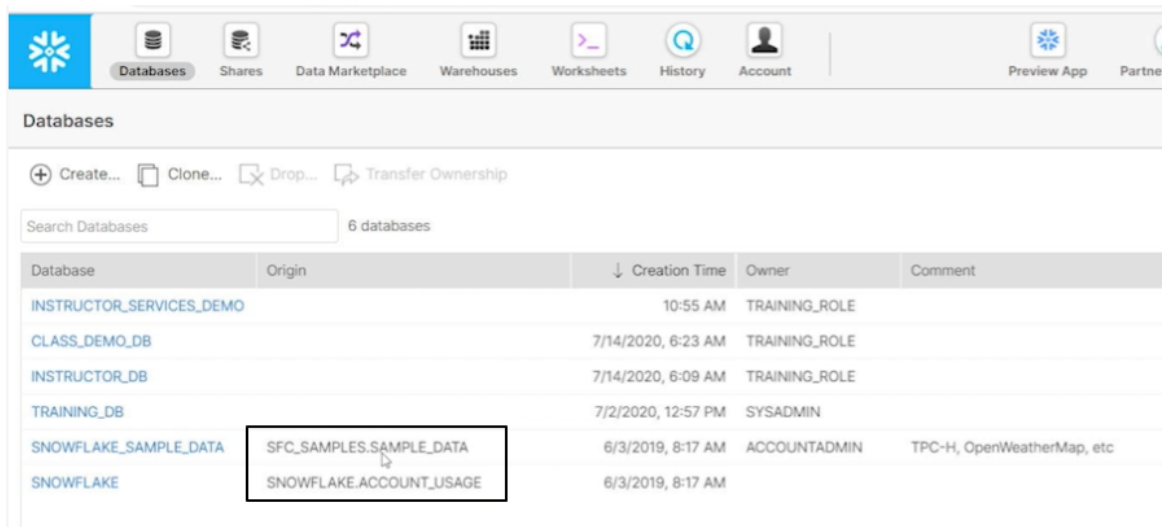 Databases Shares Data Marketplace Warehouses Worksheets History Account Preview App Partne
Databases
Create... Clone... Drop... Transfer Ownership
Search Databases 6 databases
Database Origin ↓ Creation Time Owner Comment
INSTRUCTOR_SERVICES_DEMO 10:55 AM TRAINING_ROLE
CLASS_DEMO_DB 7/14/2020, 6:23 AM TRAINING_ROLE
INSTRUCTOR_DB 7/14/2020, 6:09 AM TRAINING_ROLE
TRAINING_DB 7/2/2020, 12:57 PM SYSADMIN
SNOWFLAKE_SAMPLE_DATA SFC_SAMPLES.SAMPLE_DATA 6/3/2019, 8:17 AM ACCOUNTADMIN TPC-H, OpenWeatherMap, etc
SNOWFLAKE SNOWFLAKE.ACCOUNT_USAGE 6/3/2019, 8:17 AM